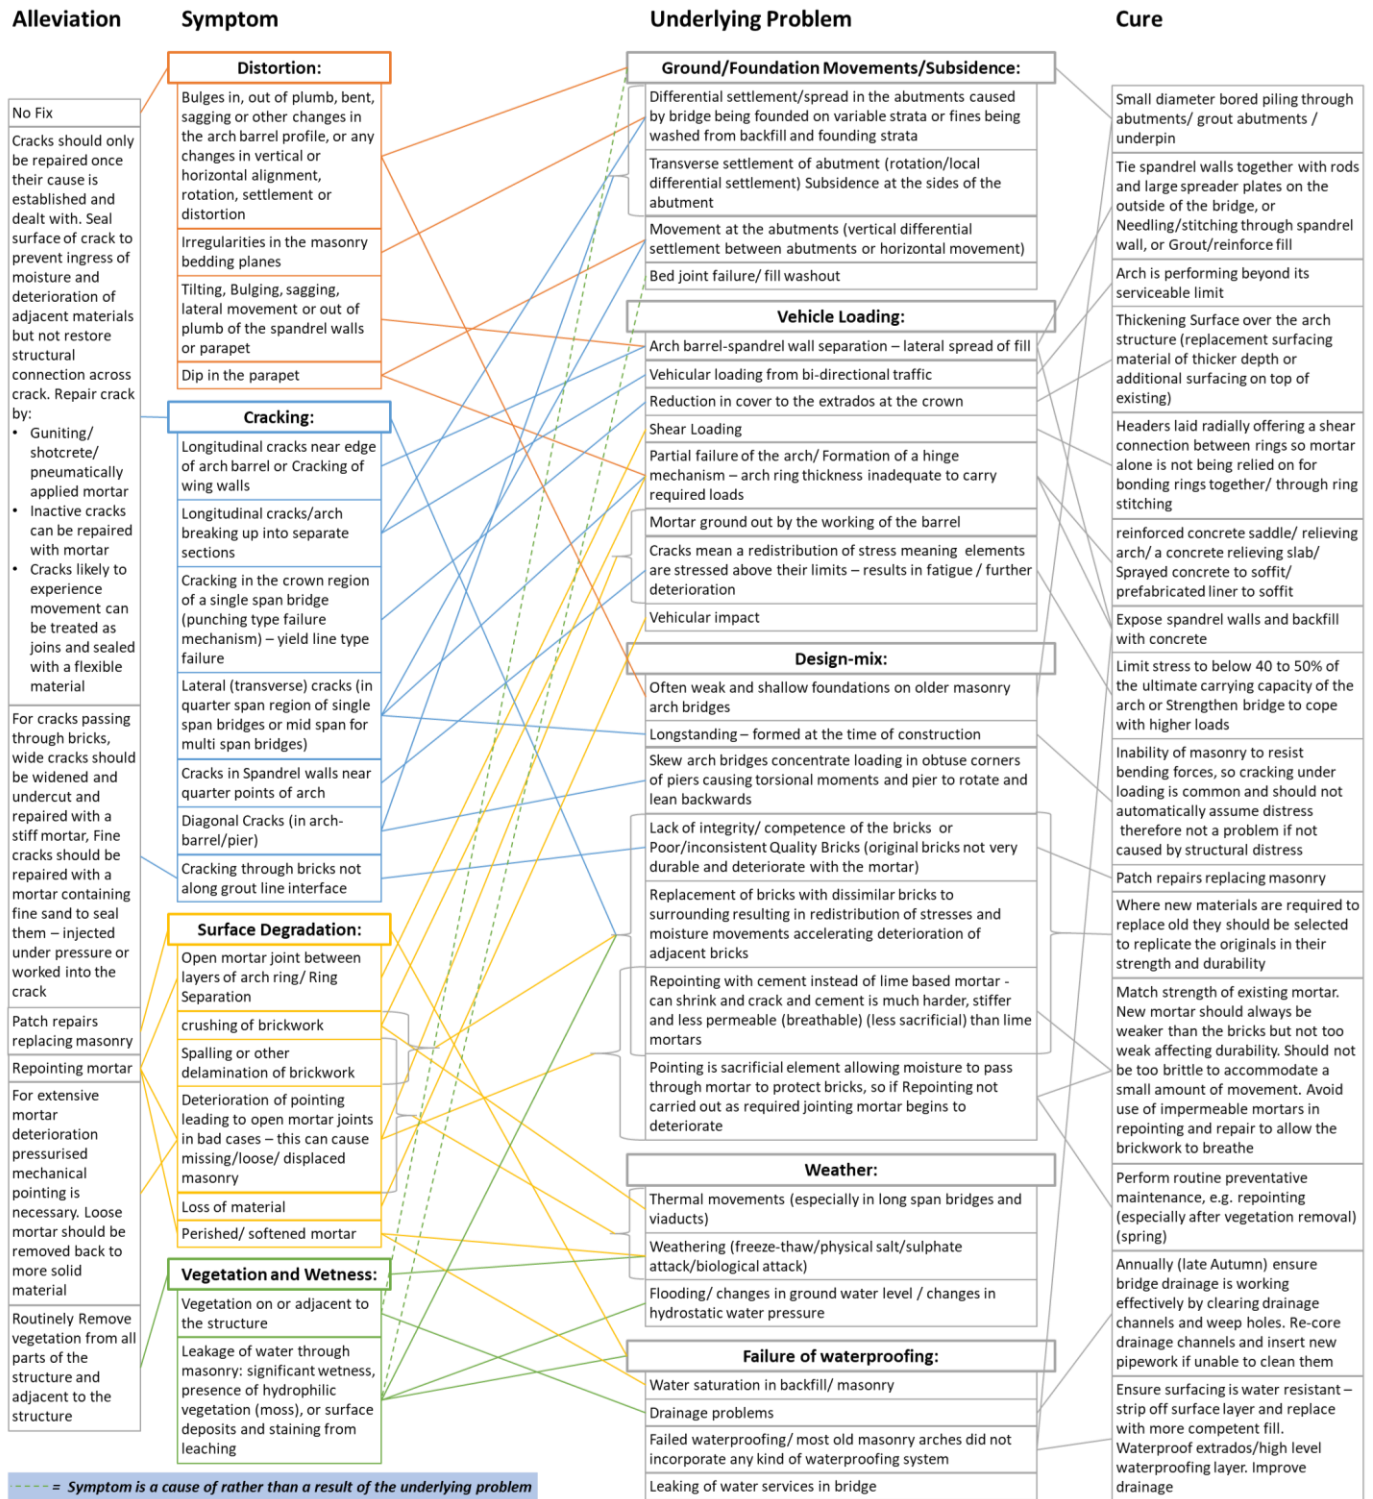 Alleviation
Symptom
Underlying Problem
Cure
No Fix
Cracks should only
be repaired once
their cause is
established and
dealt with. Seal
surface of crack to
prevent ingress of
moisture and
deterioration of
adjacent materials
but not restore
structural
connection across
crack. Repair crack
by:
• Guniting/
shotcrete/
pneumatically
applied mortar
• Inactive cracks
can be repaired
with mortar
• Cracks likely to
experience
movement can
be treated as
joins and sealed
with a flexible
material
For cracks passing
through bricks,
wide cracks should
be widened and
undercut and
repaired with a
stiff mortar, Fine
cracks should be
repaired with a
mortar containing
fine sand to seal
them – injected
under pressure or
worked into the
crack
Patch repairs
replacing masonry
Repointing mortar
For extensive
mortar
deterioration
pressurised
mechanical
pointing is
necessary. Loose
mortar should be
removed back to
more solid
material
Routinely Remove
vegetation from all
parts of the
structure and
adjacent to the
structure
Distortion:
Bulges in, out of plumb, bent,
sagging or other changes in
the arch barrel profile, or any
changes in vertical or
horizontal alignment,
rotation, settlement or
distortion
Irregularities in the masonry
bedding planes
Tilting, Bulging, sagging,
lateral movement or out of
plumb of the spandrel walls
or parapet
Dip in the parapet
Cracking:
Longitudinal cracks near edge
of arch barrel or Cracking of
wing walls
Longitudinal cracks/arch
breaking up into separate
sections
Cracking in the crown region
of a single span bridge
(punching type failure
mechanism) – yield line type
failure
Lateral (transverse) cracks (in
quarter span region of single
span bridges or mid span for
multi span bridges)
Cracks in Spandrel walls near
quarter points of arch
Diagonal Cracks (in arch-
barrel/pier)
Cracking through bricks not
along grout line interface
Surface Degradation:
Open mortar joint between
layers of arch ring/ Ring
Separation
crushing of brickwork
Spalling or other
delamination of brickwork
Deterioration of pointing
leading to open mortar joints
in bad cases – this can cause
missing/loose/ displaced
masonry
Loss of material
Perished/ softened mortar
Vegetation and Wetness:
Vegetation on or adjacent to
the structure
Leakage of water through
masonry: significant wetness,
presence of hydrophilic
vegetation (moss), or surface
deposits and staining from
leaching
Ground/Foundation Movements/Subsidence:
Differential settlement/spread in the abutments caused
by bridge being founded on variable strata or fines being
washed from backfill and founding strata
Transverse settlement of abutment (rotation/local
differential settlement) Subsidence at the sides of the
abutment
Movement at the abutments (vertical differential
settlement between abutments or horizontal movement)
Bed joint failure/ fill washout
Vehicle Loading:
Arch barrel-spandrel wall separation – lateral spread of fill
Vehicular loading from bi-directional traffic
Reduction in cover to the extrados at the crown
Shear Loading
Partial failure of the arch/ Formation of a hinge
mechanism – arch ring thickness inadequate to carry
required loads
Mortar ground out by the working of the barrel
Cracks mean a redistribution of stress meaning elements
are stressed above their limits – results in fatigue / further
deterioration
Vehicular impact
Design-mix:
Often weak and shallow foundations on older masonry
arch bridges
Longstanding – formed at the time of construction
Skew arch bridges concentrate loading in obtuse corners
of piers causing torsional moments and pier to rotate and
lean backwards
Lack of integrity/ competence of the bricks or
Poor/inconsistent Quality Bricks (original bricks not very
durable and deteriorate with the mortar)
Replacement of bricks with dissimilar bricks to
surrounding resulting in redistribution of stresses and
moisture movements accelerating deterioration of
adjacent bricks
Repointing with cement instead of lime based mortar -
can shrink and crack and cement is much harder, stiffer
and less permeable (breathable) (less sacrificial) than lime
mortars
Pointing is sacrificial element allowing moisture to pass
through mortar to protect bricks, so if Repointing not
carried out as required jointing mortar begins to
deteriorate
Weather:
Thermal movements (especially in long span bridges and
viaducts)
Weathering (freeze-thaw/physical salt/sulphate
attack/biological attack)
Flooding/ changes in ground water level / changes in
hydrostatic water pressure
Failure of waterproofing:
Water saturation in backfill/ masonry
Drainage problems
Failed waterproofing/ most old masonry arches did not
incorporate any kind of waterproofing system
Leaking of water services in bridge
Small diameter bored piling through
abutments/ grout abutments /
underpin
Tie spandrel walls together with rods
and large spreader plates on the
outside of the bridge, or
Needling/stitching through spandrel
wall, or Grout/reinforce fill
Arch is performing beyond its
serviceable limit
Thickening Surface over the arch
structure (replacement surfacing
material of thicker depth or
additional surfacing on top of
existing)
Headers laid radially offering a shear
connection between rings so mortar
alone is not being relied on for
bonding rings together/ through ring
stitching
reinforced concrete saddle/ relieving
arch/ a concrete relieving slab/
Sprayed concrete to soffit/
prefabricated liner to soffit
Expose spandrel walls and backfill
with concrete
Limit stress to below 40 to 50% of
the ultimate carrying capacity of the
arch or Strengthen bridge to cope
with higher loads
Inability of masonry to resist
bending forces, so cracking under
loading is common and should not
automatically assume distress
therefore not a problem if not
caused by structural distress
Patch repairs replacing masonry
Where new materials are required to
replace old they should be selected
to replicate the originals in their
strength and durability
Match strength of existing mortar.
New mortar should always be
weaker than the bricks but not too
weak affecting durability. Should not
be too brittle to accommodate a
small amount of movement. Avoid
use of impermeable mortars in
repointing and repair to allow the
brickwork to breathe
Perform routine preventative
maintenance, e.g. repointing
(especially after vegetation removal)
(spring)
Annually (late Autumn) ensure
bridge drainage is working
effectively by clearing drainage
channels and weep holes. Re-core
drainage channels and insert new
pipework if unable to clean them
Ensure surfacing is water resistant –
strip off surface layer and replace
with more competent fill.
Waterproof extrados/high level
waterproofing layer. Improve
drainage
= Symptom is a cause of rather than a result of the underlying problem